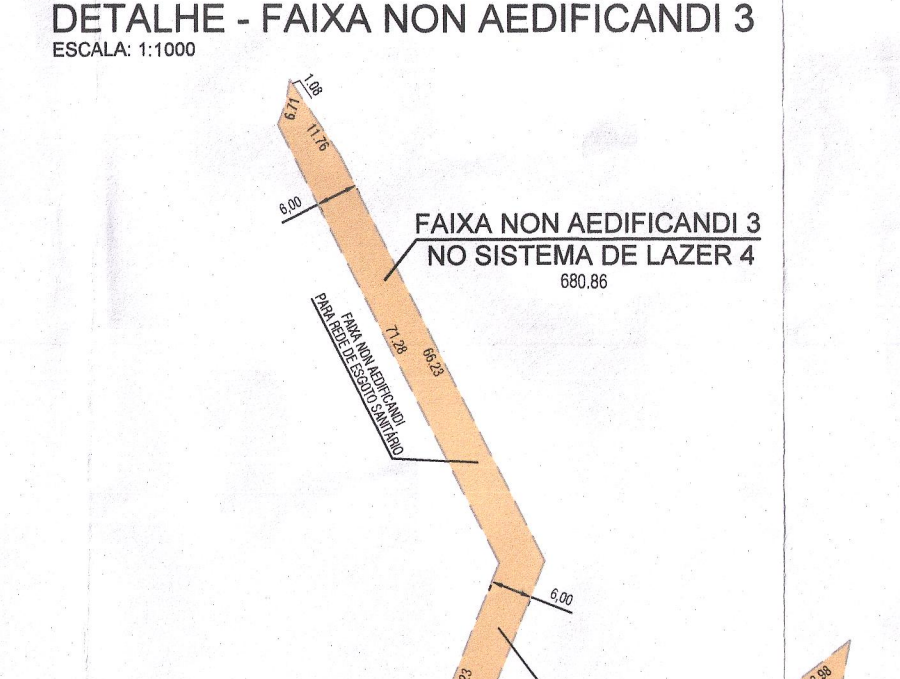 DETALHE - FAIXA NON AEDIFICANDI 3
ESCALA: 1:1000
1.08
6.71
11.76
6,00
FAIXA NON AEDIFICANDI 3
NO SISTEMA DE LAZER 4
680,86
FAIXA NON AEDIFICANDI
PARA REDE DE ESGOTO SANITÁRIO
71.28
66.23
6,00